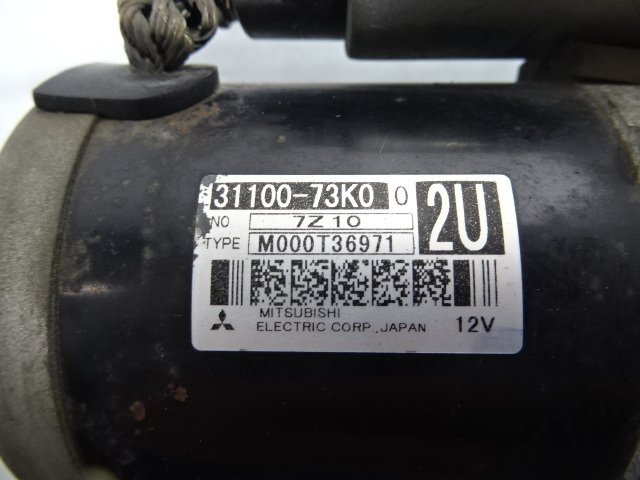 31100-73K0 0 2U
NO 7Z10
TYPE M000T36971
MITSUBISHI
ELECTRIC CORP., JAPAN 12V